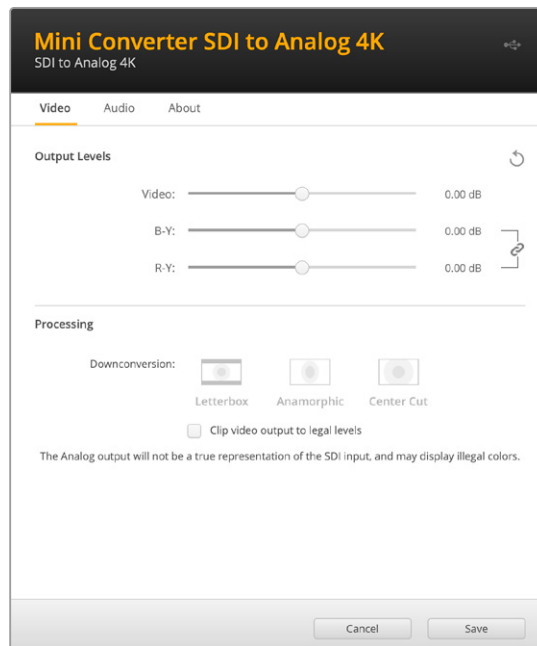 Mini Converter SDI to Analog 4K
SDI to Analog 4K
Video Audio About
Output Levels
Video: 0.00 dB
B-Y: 0.00 dB
R-Y: 0.00 dB
Processing
Downconversion:
Letterbox Anamorphic Center Cut
Clip video output to legal levels
The Analog output will not be a true representation of the SDI input, and may display illegal colors.
Cancel Save